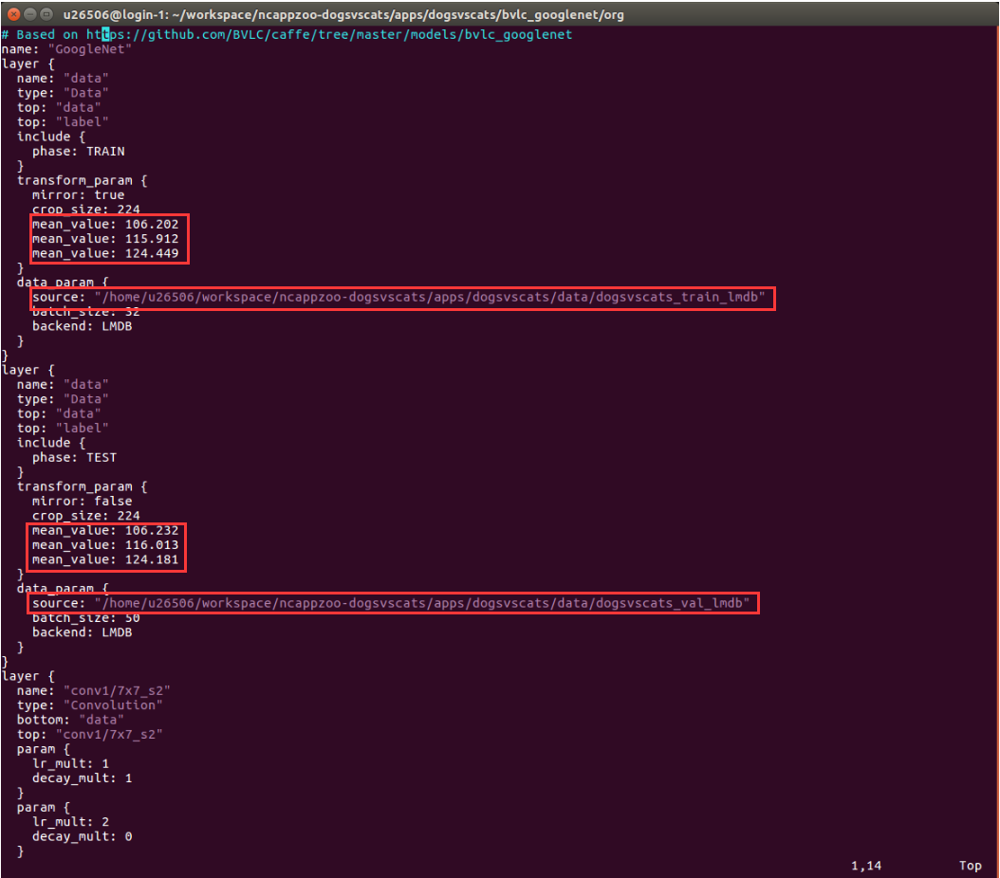 u26506@login-1: ~/workspace/ncappzoo-dogsvscats/apps/dogsvscats/bvlc_googlenet/org
# Based on https://github.com/BVLC/caffe/tree/master/models/bvlc_googlenet
name: "GoogleNet"
layer {
  name: "data"
  type: "Data"
  top: "data"
  top: "label"
  include {
    phase: TRAIN
  }
  transform_param {
    mirror: true
    crop_size: 224
    mean_value: 106.202
    mean_value: 115.912
    mean_value: 124.449
  }
  data_param {
    source: "/home/u26506/workspace/ncappzoo-dogsvscats/apps/dogsvscats/data/dogsvscats_train_lmdb"
    batch_size: 32
    backend: LMDB
  }
}
layer {
  name: "data"
  type: "Data"
  top: "data"
  top: "label"
  include {
    phase: TEST
  }
  transform_param {
    mirror: false
    crop_size: 224
    mean_value: 106.232
    mean_value: 116.013
    mean_value: 124.181
  }
  data_param {
    source: "/home/u26506/workspace/ncappzoo-dogsvscats/apps/dogsvscats/data/dogsvscats_val_lmdb"
    batch_size: 50
    backend: LMDB
  }
}
layer {
  name: "conv1/7x7_s2"
  type: "Convolution"
  bottom: "data"
  top: "conv1/7x7_s2"
  param {
    lr_mult: 1
    decay_mult: 1
  }
  param {
    lr_mult: 2
    decay_mult: 0
  }
1,14 Top